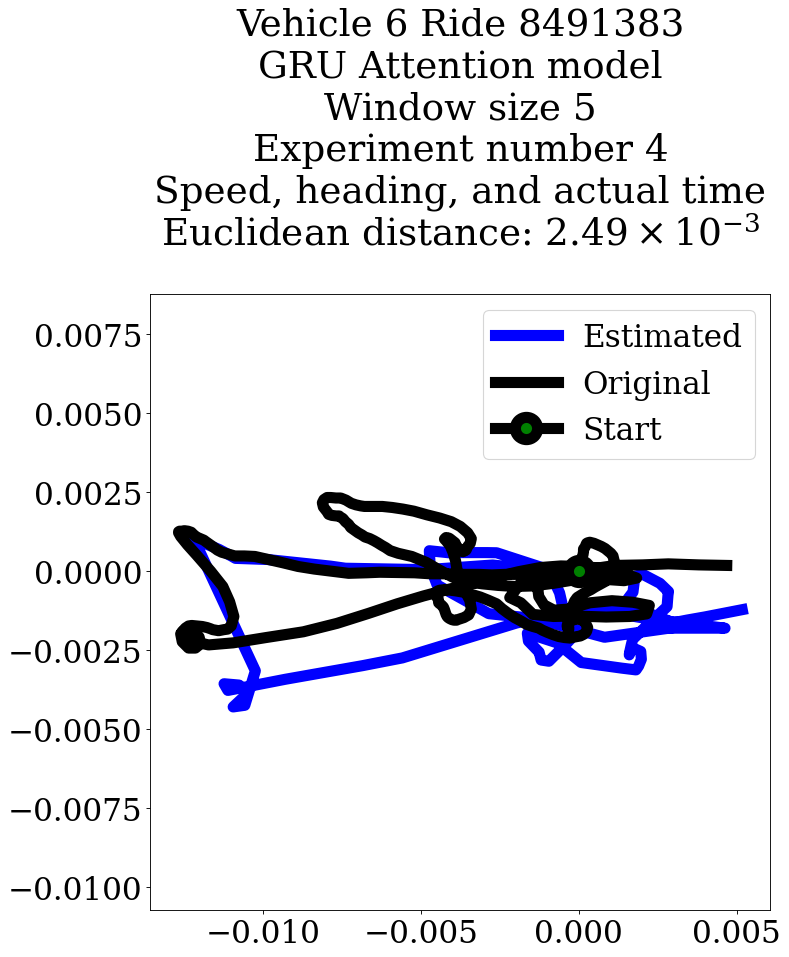 Vehicle 6 Ride 8491383
GRU Attention model
Window size 5
Experiment number 4
Speed, heading, and actual time
Euclidean distance: 2.49 × 10⁻³
Estimated
Original
Start
0.0075
0.0050
0.0025
0.0000
−0.0025
−0.0050
−0.0075
−0.0100
−0.010
−0.005
0.000
0.005